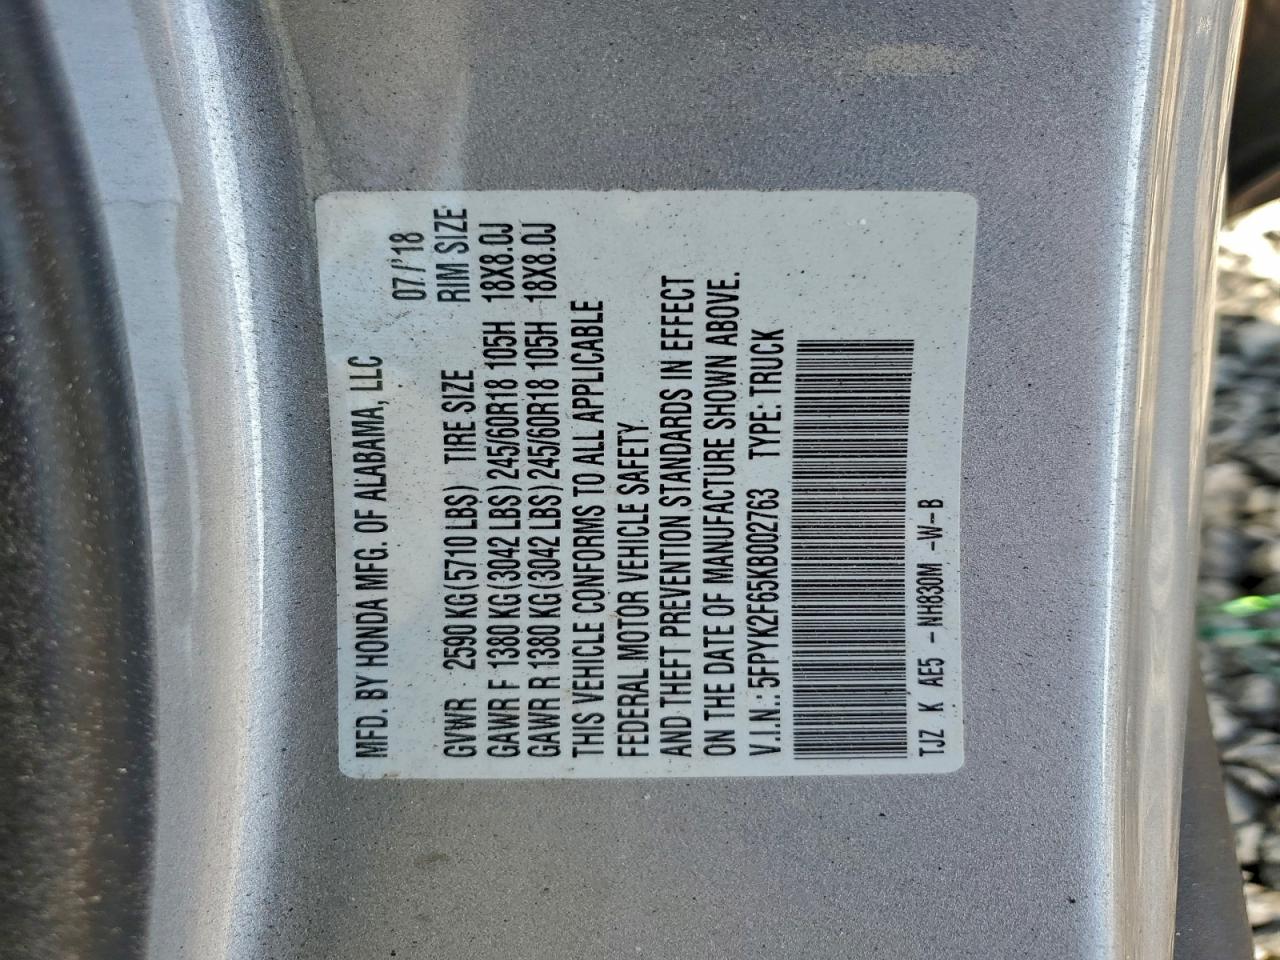 MFD. BY HONDA MFG. OF ALABAMA, LLC
07/'18
GVWR 2590 KG(5710 LBS) TIRE SIZE RIM SIZE
GAWR F 1380 KG(3042 LBS) 245/60R18 105H 18X8.0J
GAWR R 1380 KG(3042 LBS) 245/60R18 105H 18X8.0J
THIS VEHICLE CONFORMS TO ALL APPLICABLE
FEDERAL MOTOR VEHICLE SAFETY
AND THEFT PREVENTION STANDARDS IN EFFECT
ON THE DATE OF MANUFACTURE SHOWN ABOVE.
V.I.N.: 5FPYK2F65KB002763 TYPE: TRUCK
TJZ K AE5 -NH830M -W-B